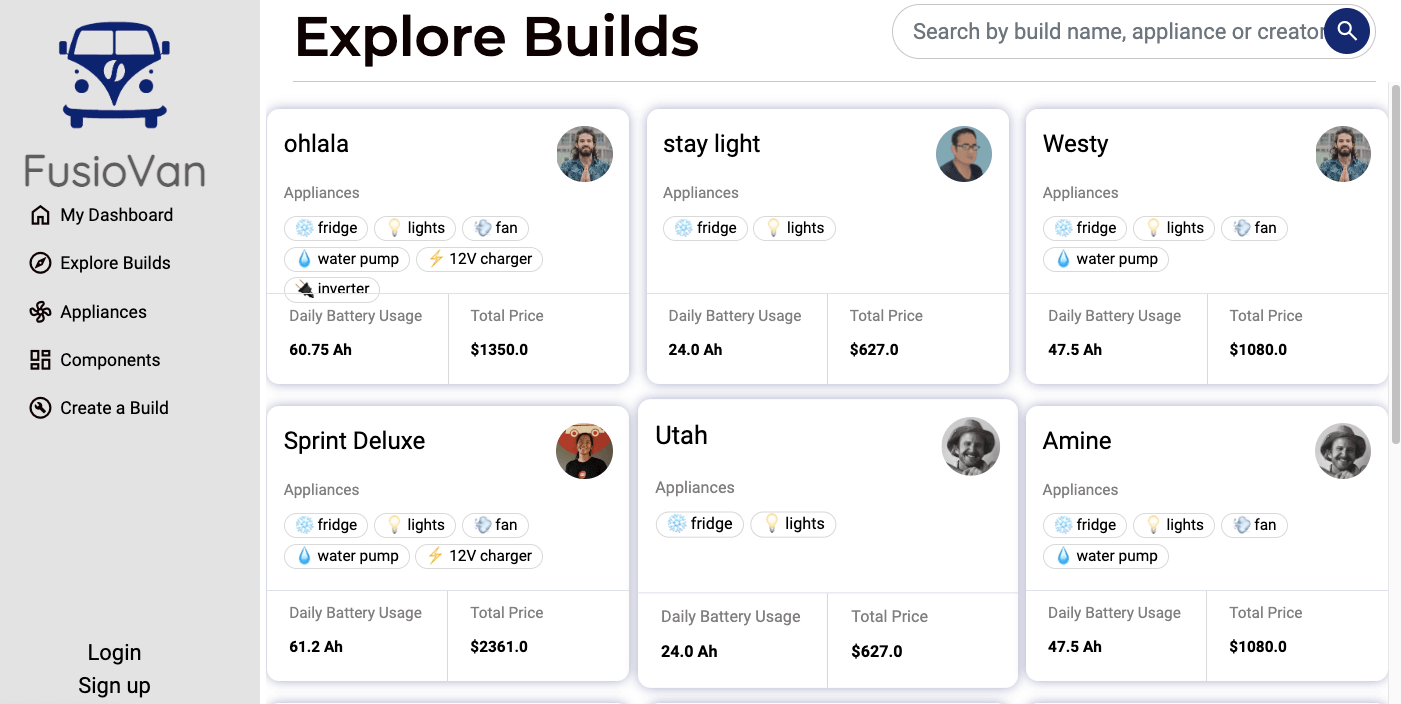 Explore Builds
Search by build name, appliance or creator
FusioVan
My Dashboard
Explore Builds
Appliances
Components
Create a Build
Login
Sign up
ohlala
Appliances
fridge lights fan
water pump 12V charger
inverter
Daily Battery Usage Total Price
60.75 Ah $1350.0
stay light
Appliances
fridge lights
Daily Battery Usage Total Price
24.0 Ah $627.0
Westy
Appliances
fridge lights fan
water pump
Daily Battery Usage Total Price
47.5 Ah $1080.0
Sprint Deluxe
Appliances
fridge lights fan
water pump 12V charger
Daily Battery Usage Total Price
61.2 Ah $2361.0
Utah
Appliances
fridge lights
Daily Battery Usage Total Price
24.0 Ah $627.0
Amine
Appliances
fridge lights fan
water pump
Daily Battery Usage Total Price
47.5 Ah $1080.0